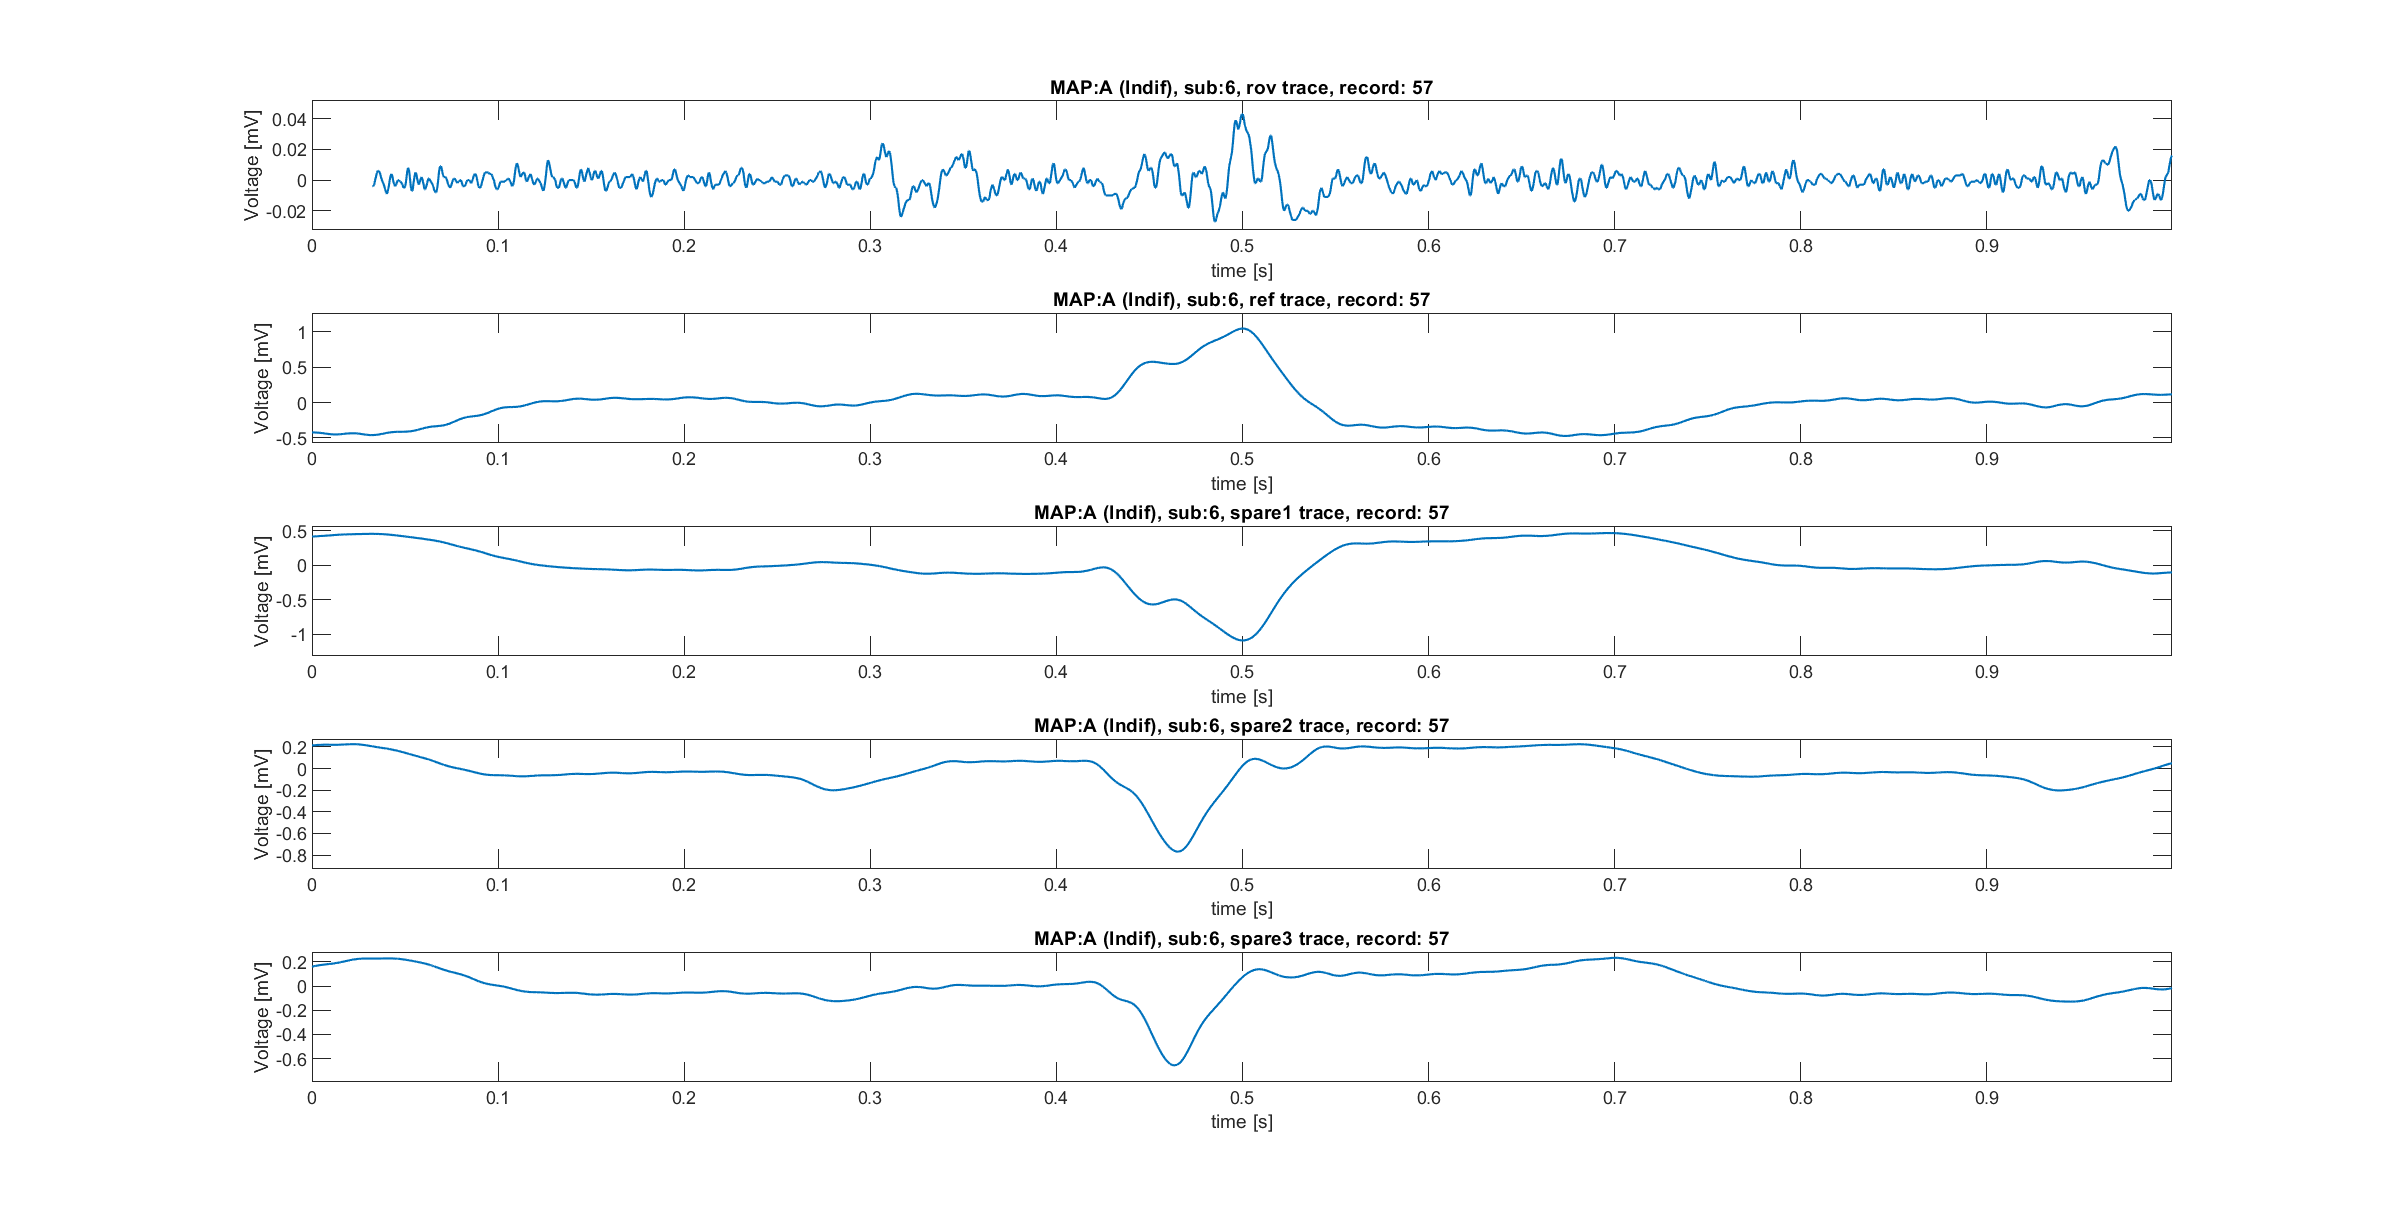 MAP:A (Indif), sub:6, rov trace, record: 57
Voltage [mV]
0.04
0.02
0
-0.02
0 0.1 0.2 0.3 0.4 0.5 0.6 0.7 0.8 0.9
time [s]
MAP:A (Indif), sub:6, ref trace, record: 57
Voltage [mV]
1
0.5
0
-0.5
0 0.1 0.2 0.3 0.4 0.5 0.6 0.7 0.8 0.9
time [s]
MAP:A (Indif), sub:6, spare1 trace, record: 57
Voltage [mV]
0.5
0
-0.5
-1
0 0.1 0.2 0.3 0.4 0.5 0.6 0.7 0.8 0.9
time [s]
MAP:A (Indif), sub:6, spare2 trace, record: 57
Voltage [mV]
0.2
0
-0.2
-0.4
-0.6
-0.8
0 0.1 0.2 0.3 0.4 0.5 0.6 0.7 0.8 0.9
time [s]
MAP:A (Indif), sub:6, spare3 trace, record: 57
Voltage [mV]
0.2
0
-0.2
-0.4
-0.6
0 0.1 0.2 0.3 0.4 0.5 0.6 0.7 0.8 0.9
time [s]